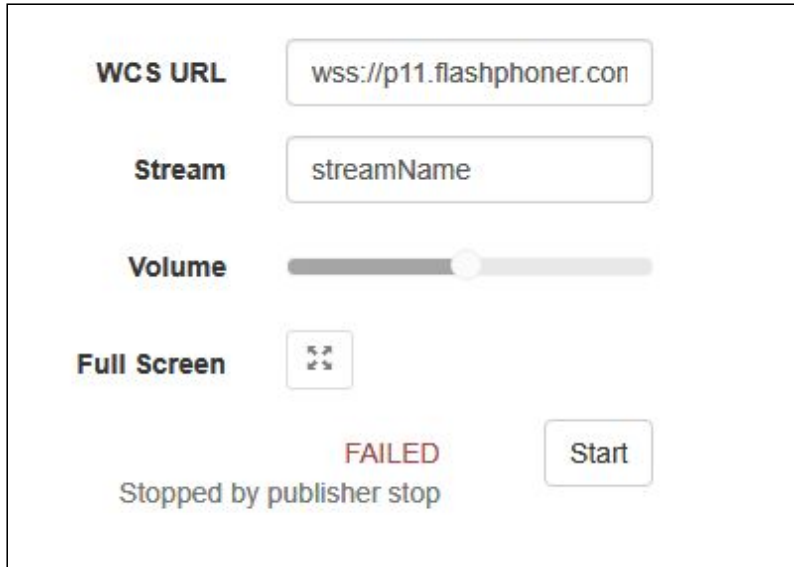 WCS URL wss://p11.flashphoner.con
Stream streamName
Volume
Full Screen
FAILED Start
Stopped by publisher stop